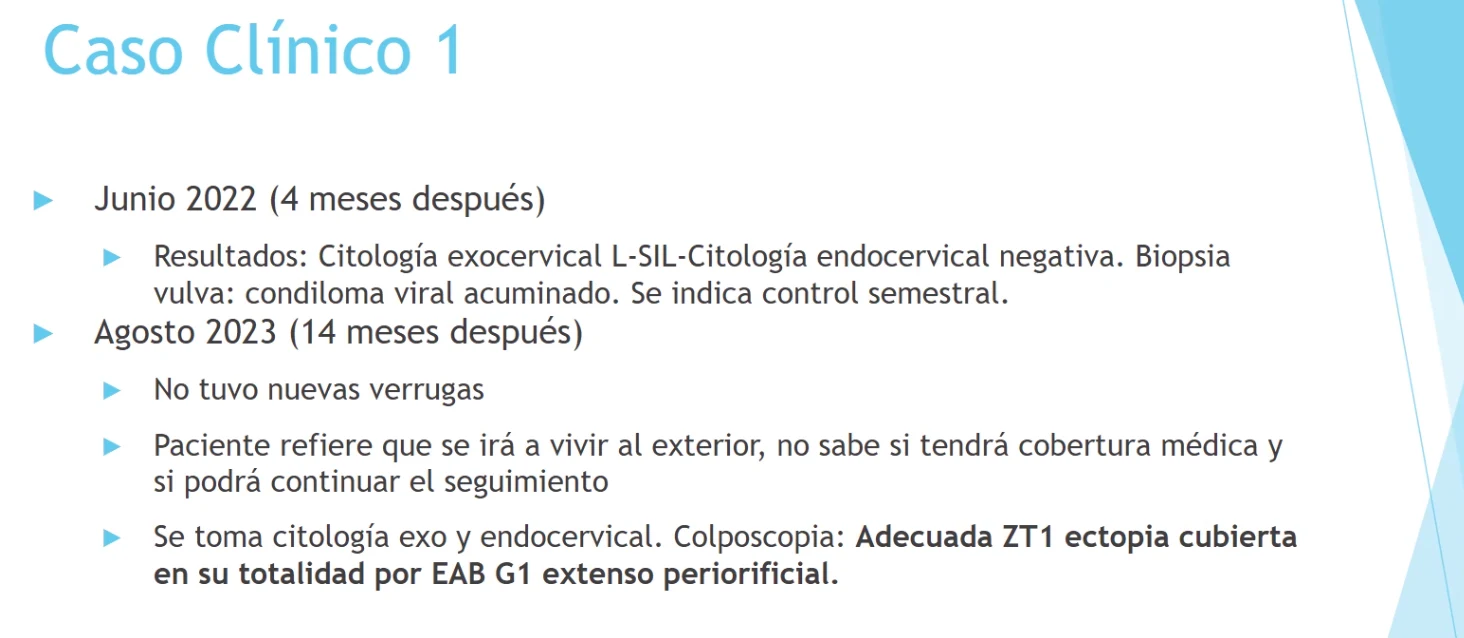 Caso Clínico 1
Junio 2022 (4 meses después)
Resultados: Citología exocervical L-SIL-Citología endocervical negativa. Biopsia
vulva: condiloma viral acuminado. Se indica control semestral.
Agosto 2023 (14 meses después)
No tuvo nuevas verrugas
Paciente refiere que se irá a vivir al exterior, no sabe si tendrá cobertura médica y
si podrá continuar el seguimiento
Se toma citología exo y endocervical. Colposcopia: Adecuada ZT1 ectopia cubierta
en su totalidad por EAB G1 extenso periorificial.